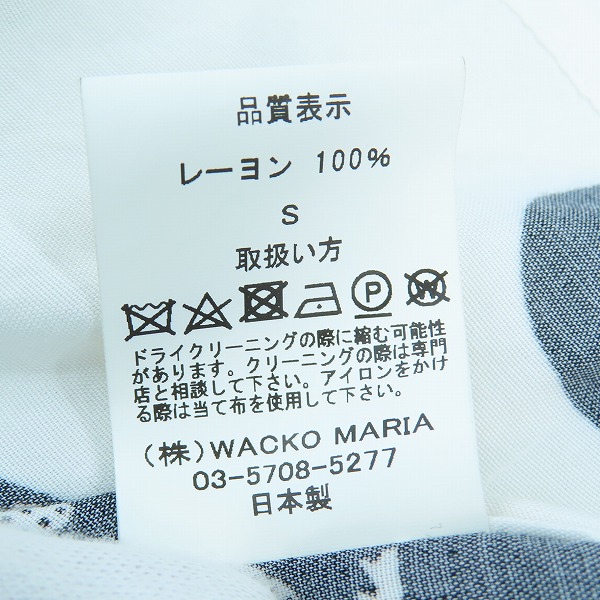 品質表示
レーヨン 100%
S
取扱い方
P W
ドライクリーニングの際に縮む可能性
があります。クリーニングの際は専門
店と相談して下さい。アイロンをかけ
る際は当て布を使用して下さい。
(株)WACKO MARIA
03-5708-5277
日本製